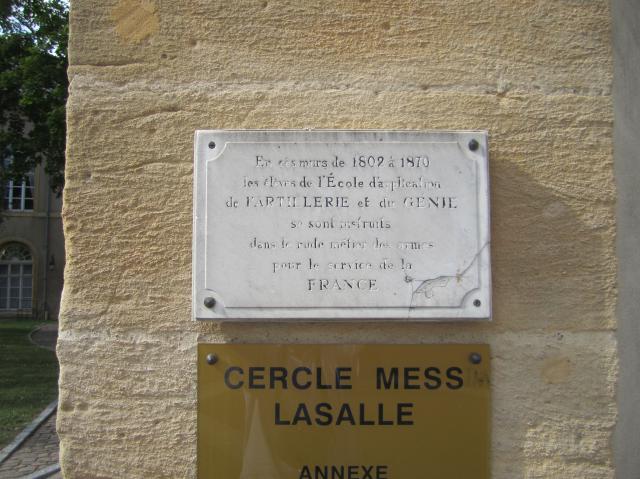 En ces murs de 1802 à 1870
les élèves de l'École d'application
de l'ARTILLERIE et du GENIE
se sont instruits
dans le rude métier des armes
pour le service de la
FRANCE
CERCLE MESS
LASALLE
ANNEXE